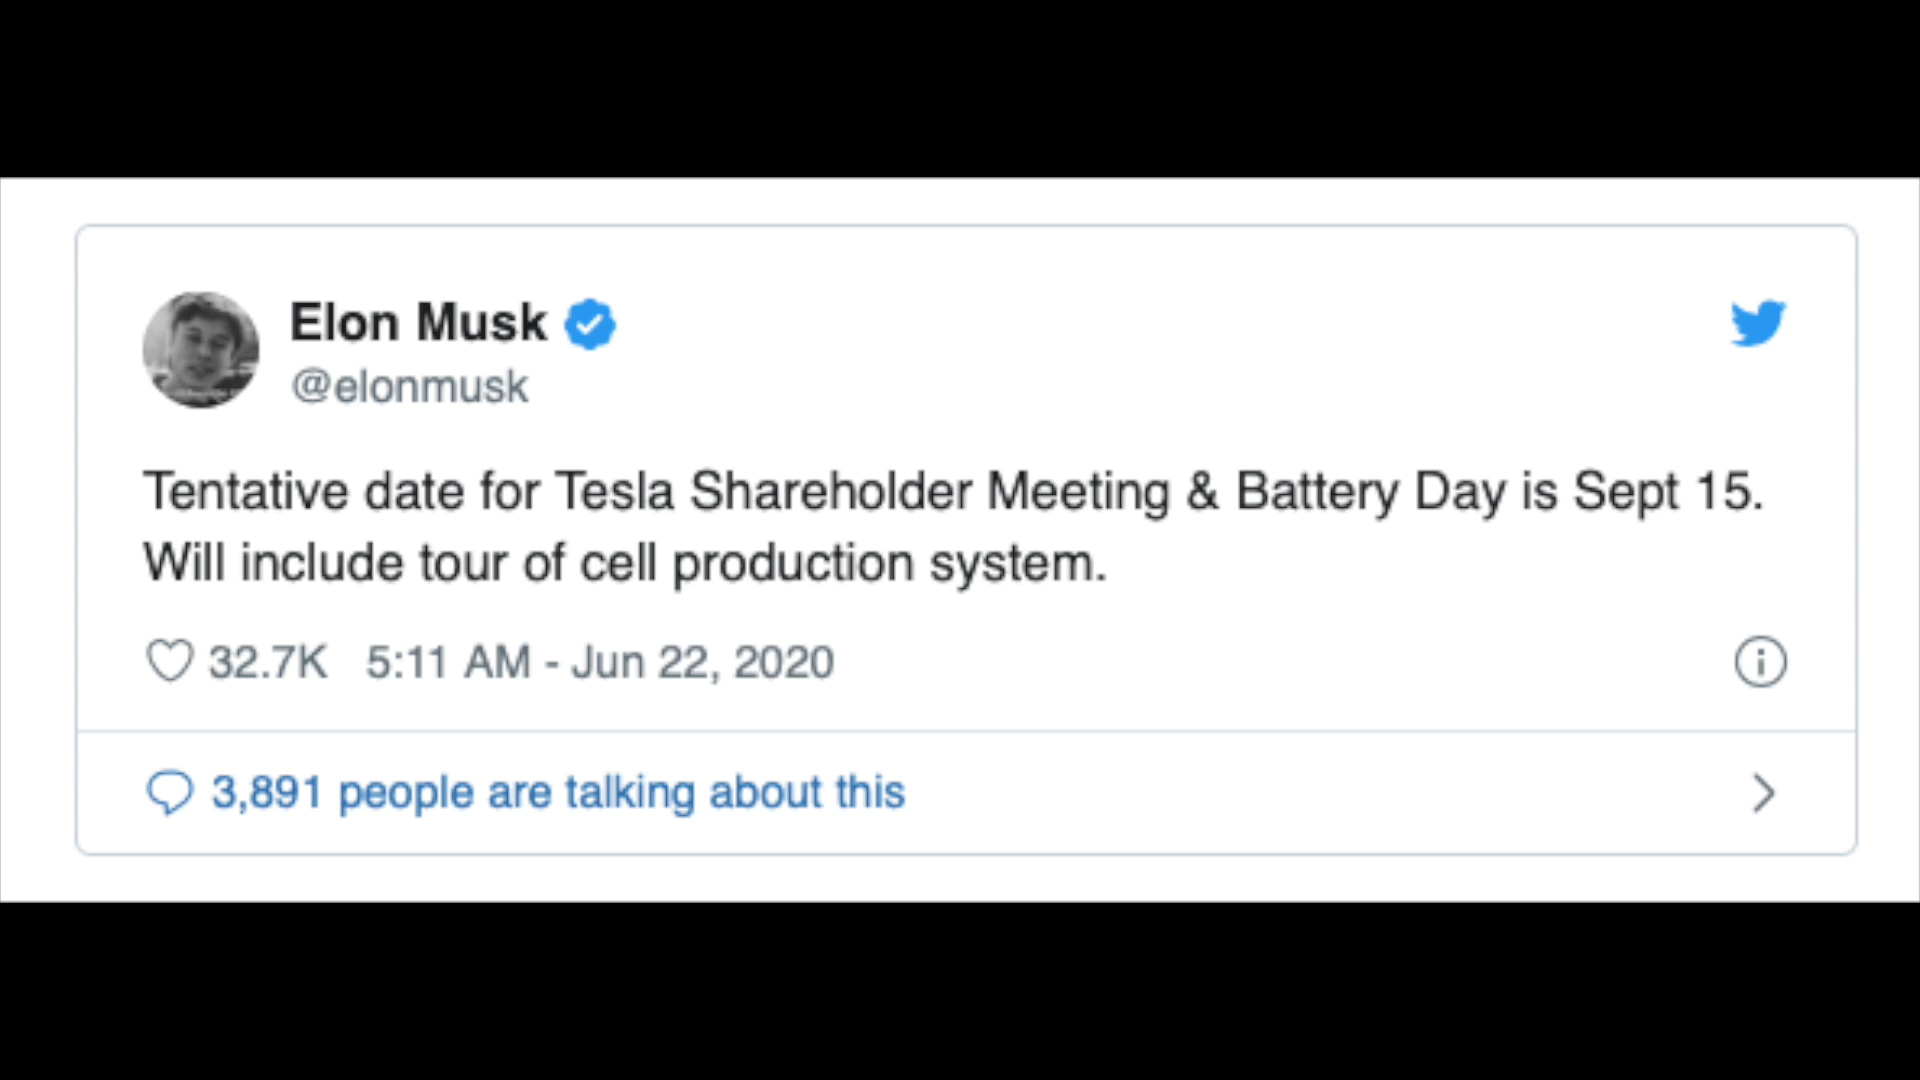 Elon Musk
@elonmusk
Tentative date for Tesla Shareholder Meeting & Battery Day is Sept 15.
Will include tour of cell production system.
32.7K 5:11 AM - Jun 22, 2020
3,891 people are talking about this